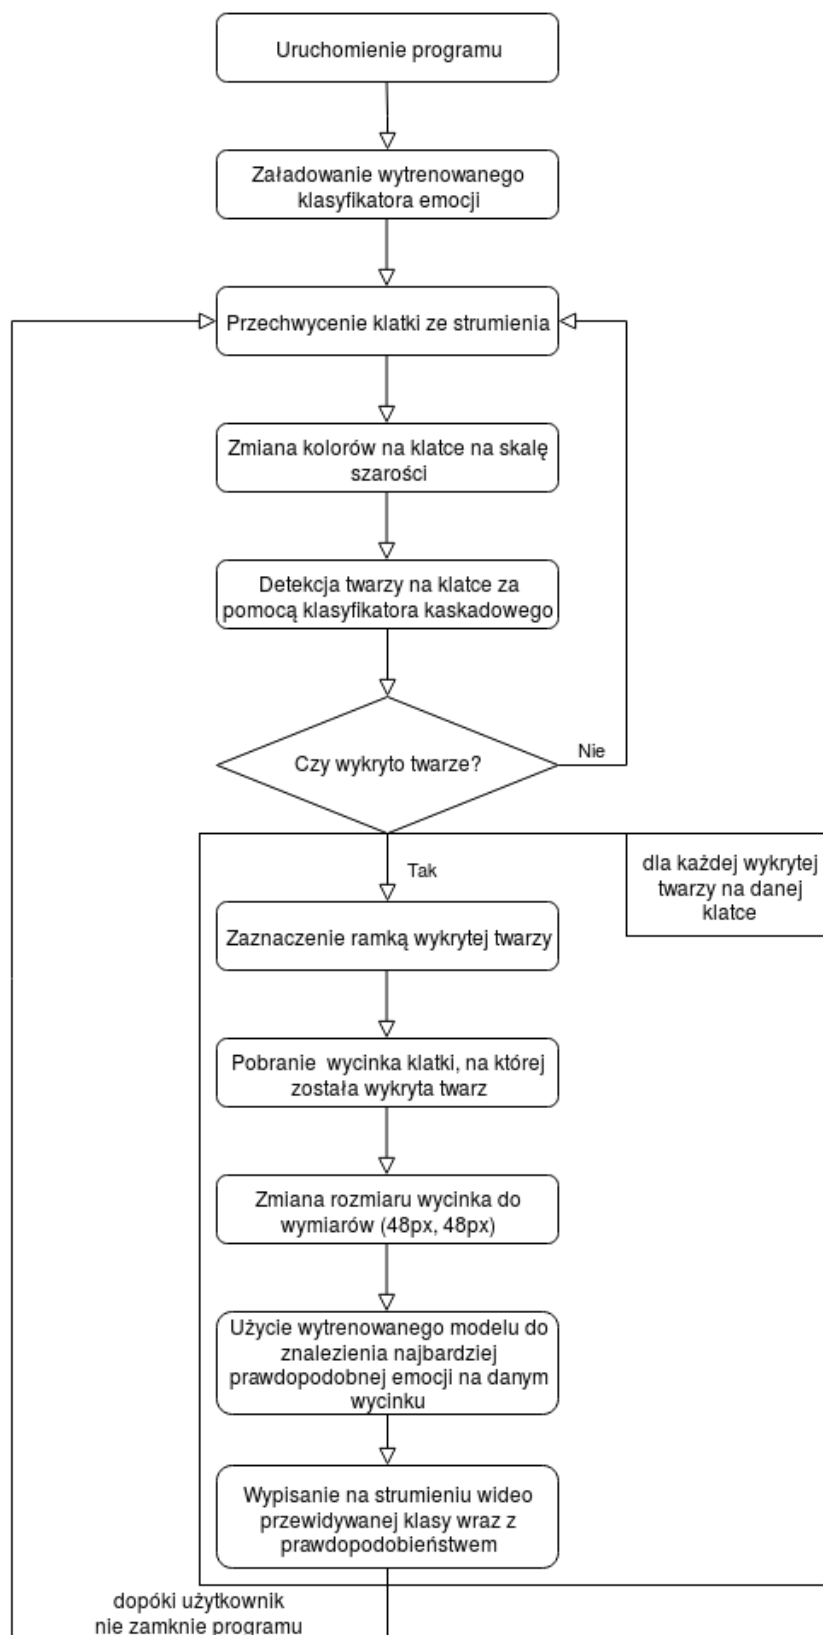 Uruchomienie programu
Załadowanie wytrenowanego
klasyfikatora emocji
Przechwycenie klatki ze strumienia
Zmiana kolorów na klatce na skalę
szarości
Detekcja twarzy na klatce za
pomocą klasyfikatora kaskadowego
Czy wykryto twarze?
Nie
Tak
dla każdej wykrytej
twarzy na danej
klatce
Zaznaczenie ramką wykrytej twarzy
Pobranie wycinka klatki, na której
została wykryta twarz
Zmiana rozmiaru wycinka do
wymiarów (48px, 48px)
Użycie wytrenowanego modelu do
znalezienia najbardziej
prawdopodobnej emocji na danym
wycinku
Wypisanie na strumieniu wideo
przewidywanej klasy wraz z
prawdopodobieństwem
dopóki użytkownik
nie zamknie programu